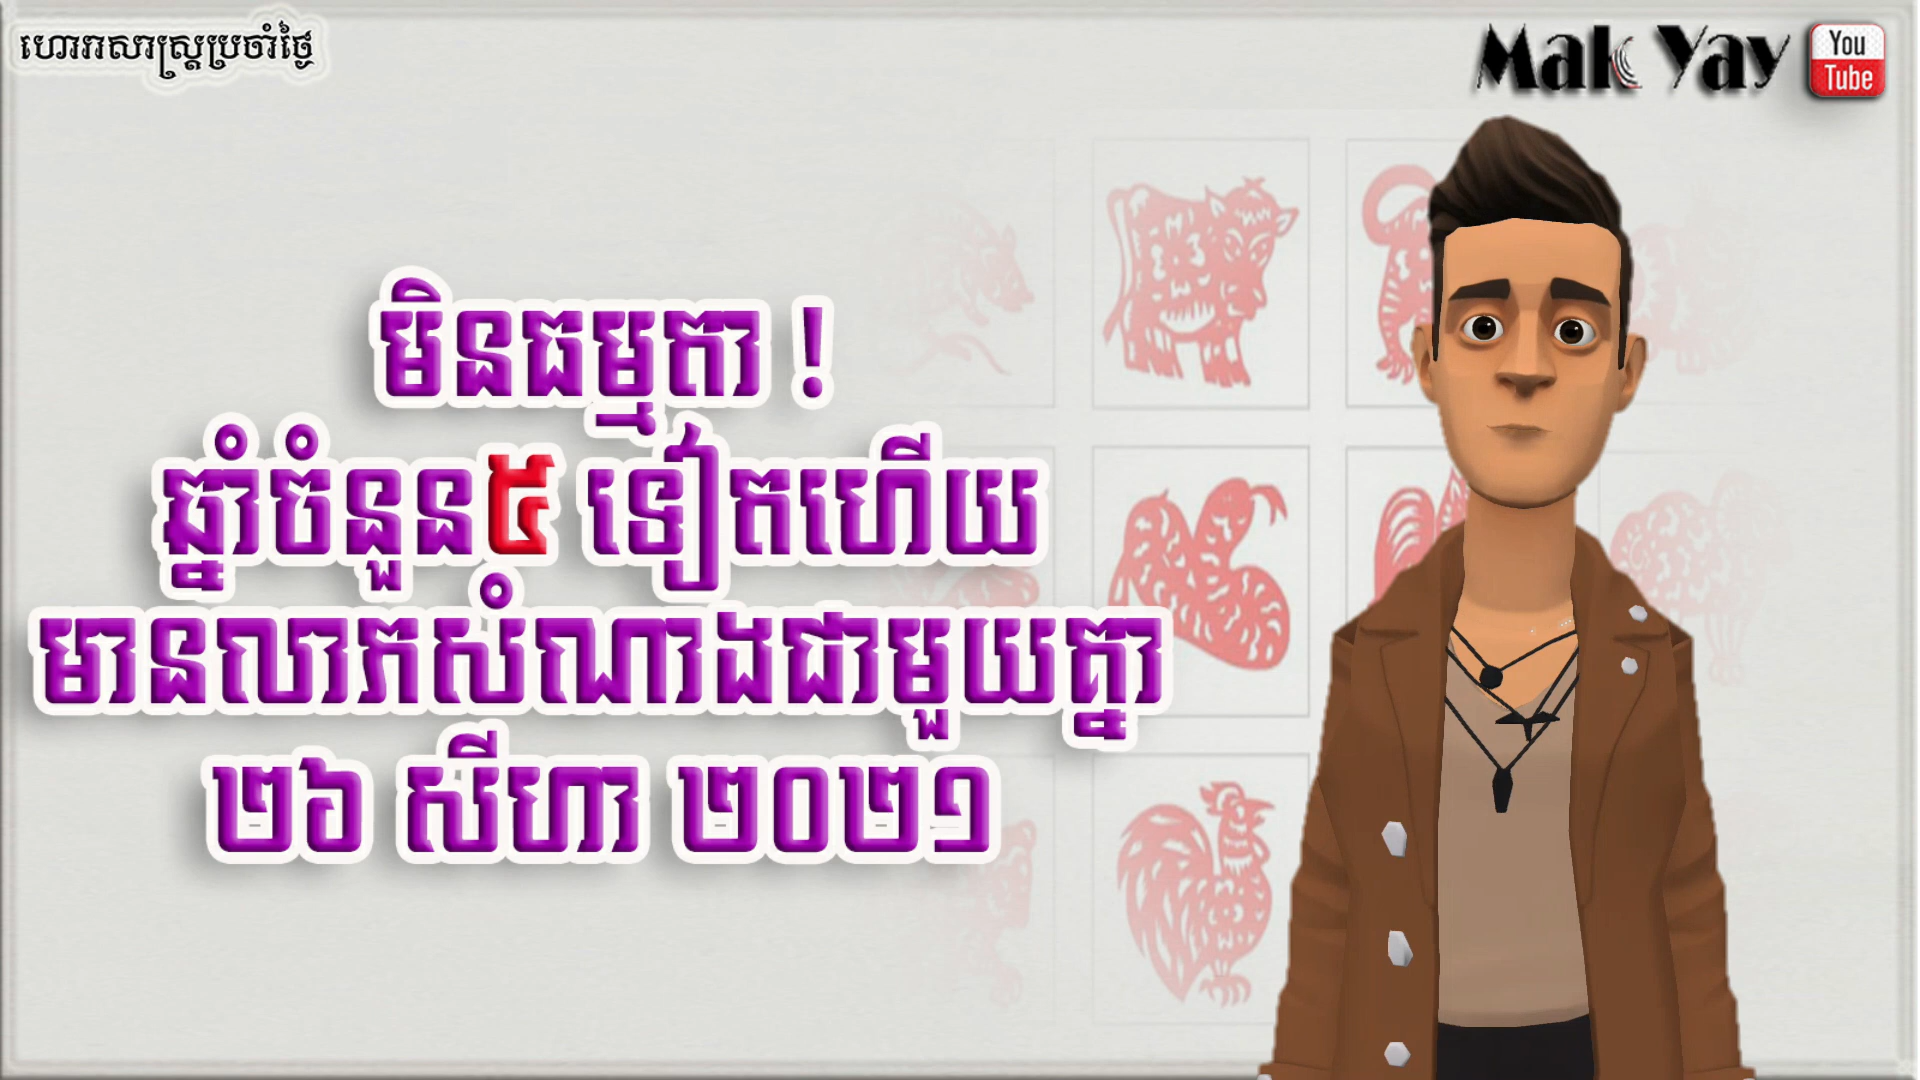 ហោរាសាស្ត្រប្រចាំថ្ងៃ
Mak Yay
You
Tube
មិនធម្មតា !
ឆ្នាំចំនួន៥ ទៀតហើយ
មានលាភសំណាងជាមួយគ្នា
២៦ សីហា ២០២១